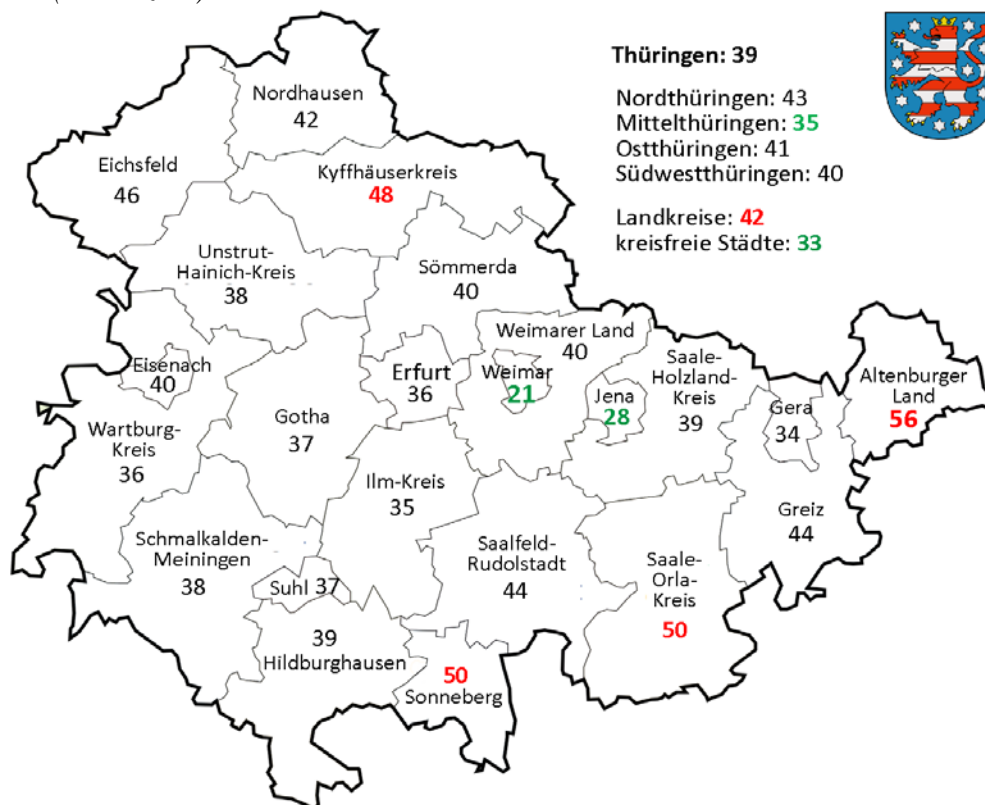 Thüringen: 39
Nordthüringen: 43
Mittelthüringen: 35
Ostthüringen: 41
Südwestthüringen: 40
Landkreise: 42
kreisfreie Städte: 33
Nordhausen
42
Eichsfeld
46
Kyffhäuserkreis
48
Unstrut-
Hainich-Kreis
38
Sömmerda
40
Weimarer Land
40
Eisenach
40
Erfurt
36
Weimar
21
Jena
28
Saale-
Holzland-
Kreis
39
Gera
34
Altenburger
Land
56
Wartburg-
Kreis
36
Gotha
37
Ilm-Kreis
35
Greiz
44
Schmalkalden-
Meiningen
38
Suhl 37
Saalfeld-
Rudolstadt
44
Saale-
Orla-
Kreis
50
39
Hildburghausen
50
Sonneberg